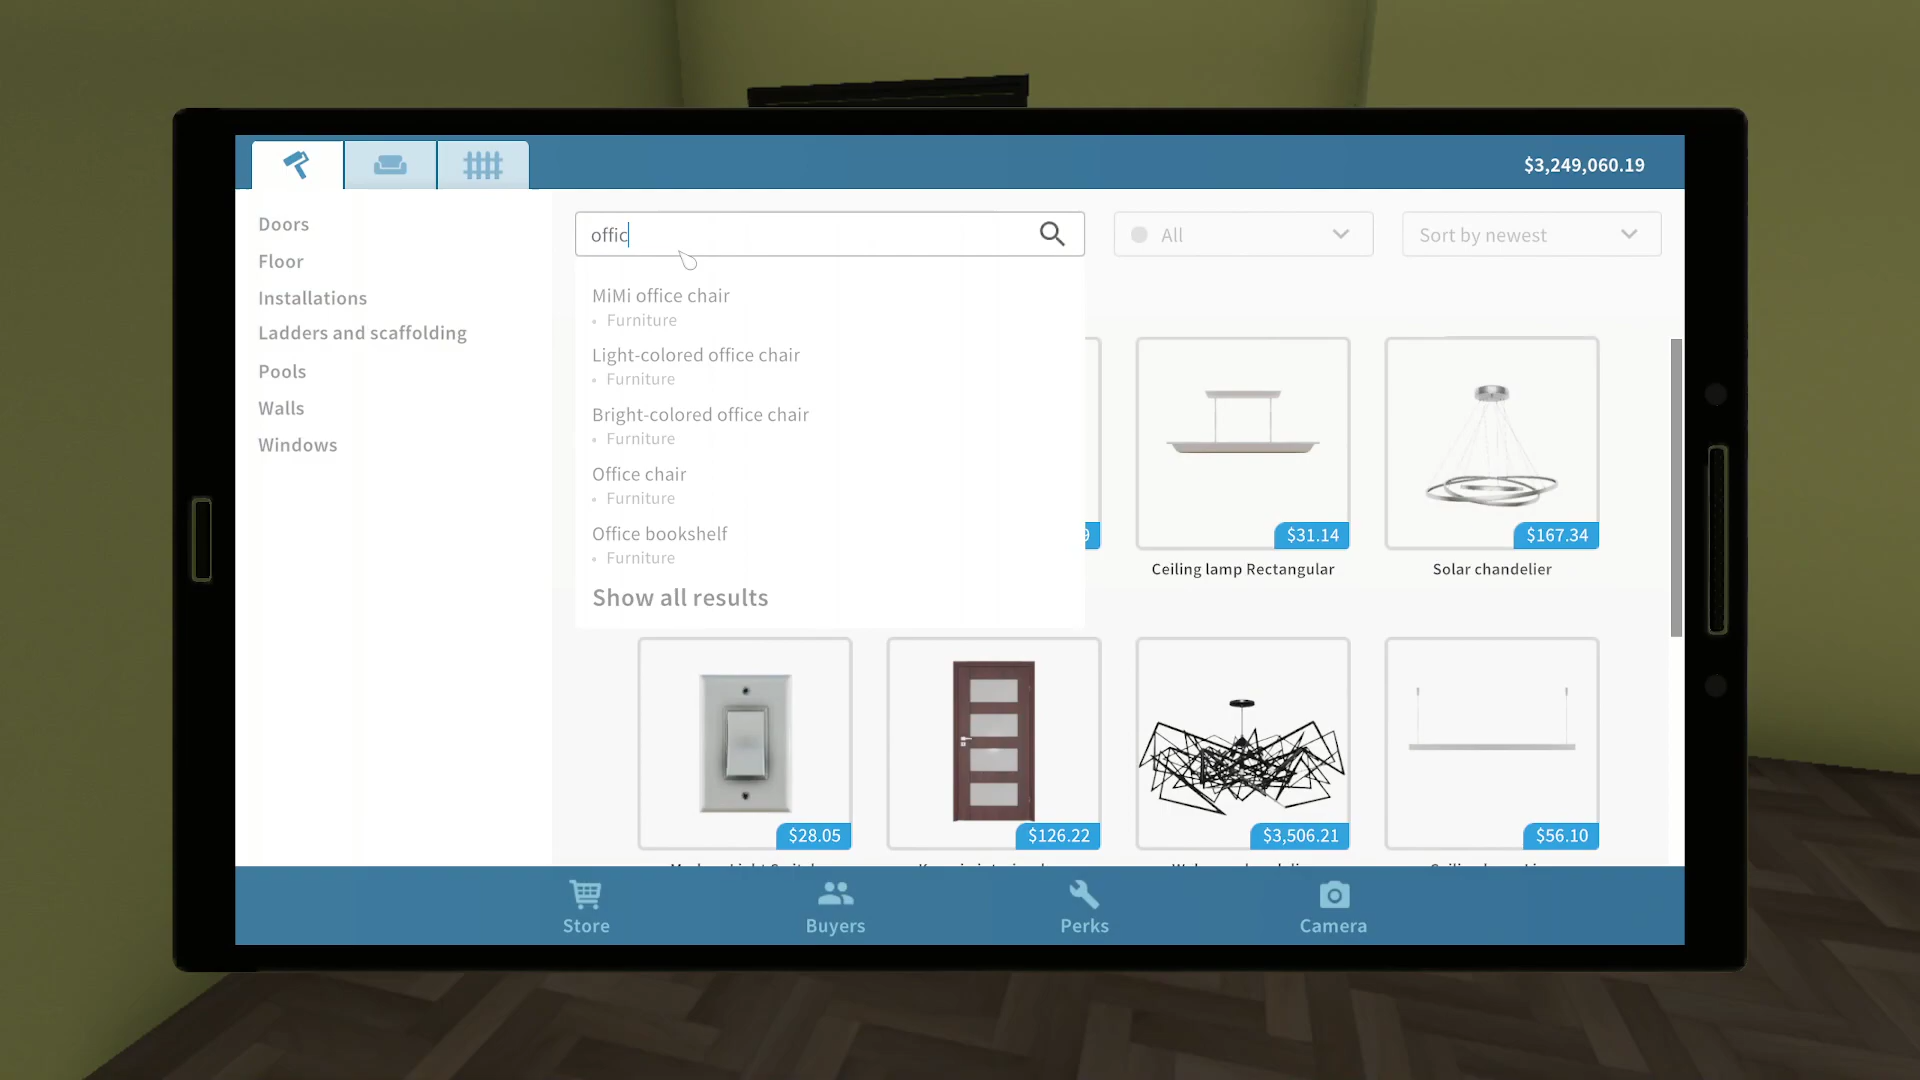 $3,249,060.19
Doors
Floor
Installations
Ladders and scaffolding
Pools
Walls
Windows
offic
All
Sort by newest
MiMi office chair
• Furniture
Light-colored office chair
• Furniture
Bright-colored office chair
• Furniture
Office chair
• Furniture
Office bookshelf
• Furniture
Show all results
9
$31.14
$167.34
Ceiling lamp Rectangular
Solar chandelier
$28.05
$126.22
$3,506.21
$56.10
Store
Buyers
Perks
Camera